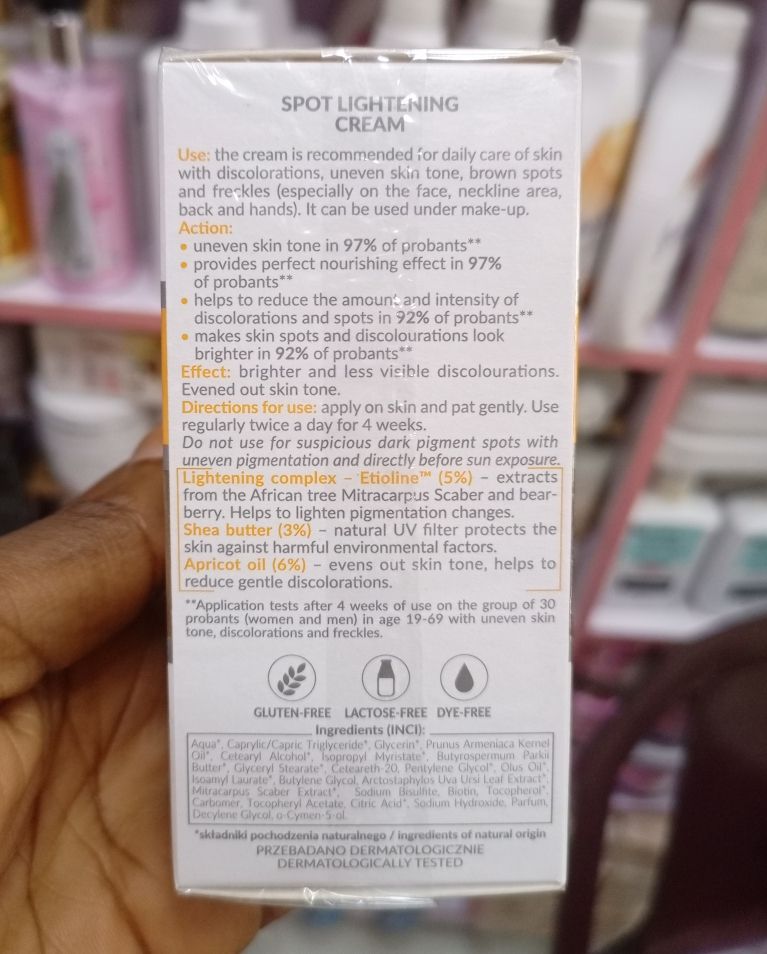 SPOT LIGHTENING
CREAM
Use: the cream is recommended for daily care of skin
with discolorations, uneven skin tone, brown spots
and freckles (especially on the face, neckline area,
back and hands). It can be used under make-up.
Action:
• uneven skin tone in 97% of probants**
• provides perfect nourishing effect in 97%
of probants**
• helps to reduce the amount and intensity of
discolorations and spots in 92% of probants**
• makes skin spots and discolourations look
brighter in 92% of probants**
Effect: brighter and less visible discolourations.
Evened out skin tone.
Directions for use: apply on skin and pat gently. Use
regularly twice a day for 4 weeks.
Do not use for suspicious dark pigment spots with
uneven pigmentation and directly before sun exposure.
Lightening complex – Etioline™ (5%) – extracts
from the African tree Mitracarpus Scaber and bear-
berry. Helps to lighten pigmentation changes.
Shea butter (3%) – natural UV filter protects the
skin against harmful environmental factors.
Apricot oil (6%) – evens out skin tone, helps to
reduce gentle discolorations.
**Application tests after 4 weeks of use on the group of 30
probants (women and men) in age 19-69 with uneven skin
tone, discolorations and freckles.
GLUTEN-FREE LACTOSE-FREE DYE-FREE
Ingredients (INCI):
Aqua*, Caprylic/Capric Triglyceride*, Glycerin*, Prunus Armeniaca Kernel
Oil*, Cetearyl Alcohol*, Isopropyl Myristate*, Butyrospermum Parkii
Butter*, Glyceryl Stearate*, Ceteareth-20, Pentylene Glycol*, Olus Oil*,
Isoamyl Laurate*, Butylene Glycol, Arctostaphylos Uva Ursi Leaf Extract*,
Mitracarpus Scaber Extract*, Sodium Bisulfite, Biotin, Tocopherol*,
Carbomer, Tocopheryl Acetate, Citric Acid*, Sodium Hydroxide, Parfum,
Decylene Glycol, o-Cymen-5-ol.
*składniki pochodzenia naturalnego / ingredients of natural origin
PRZEBADANO DERMATOLOGICZNIE
DERMATOLOGICALLY TESTED